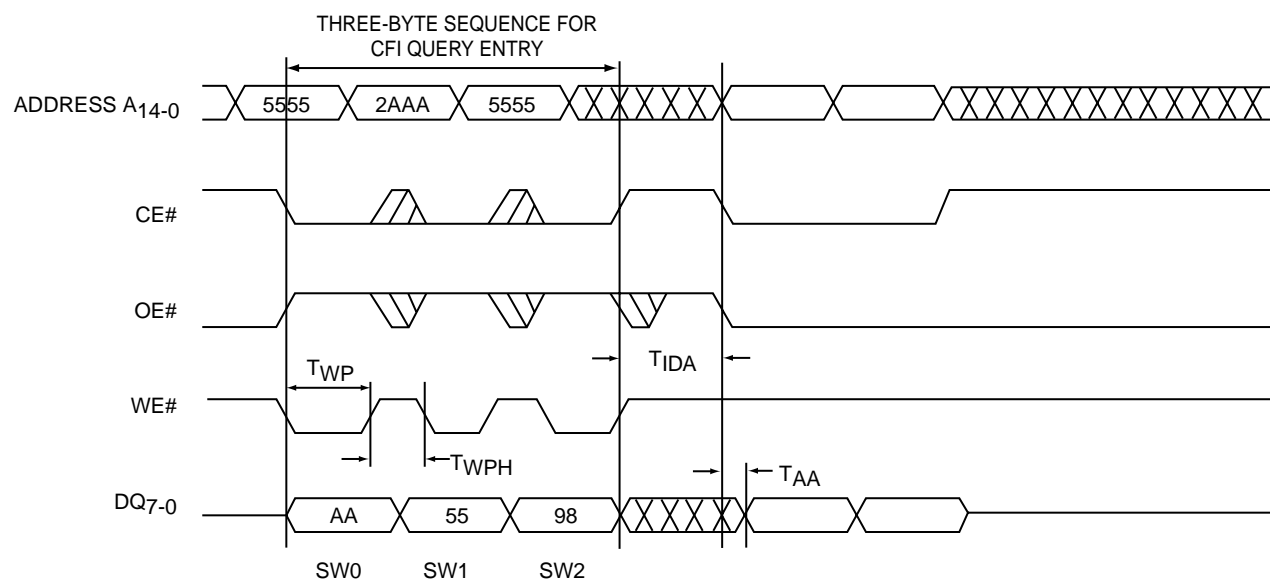 THREE-BYTE SEQUENCE FOR
CFI QUERY ENTRY
ADDRESS A14-0
5555 2AAA 5555
CE#
OE#
TIDA
TWP
WE#
TWPH
TAA
DQ7-0
AA 55 98
SW0 SW1 SW2